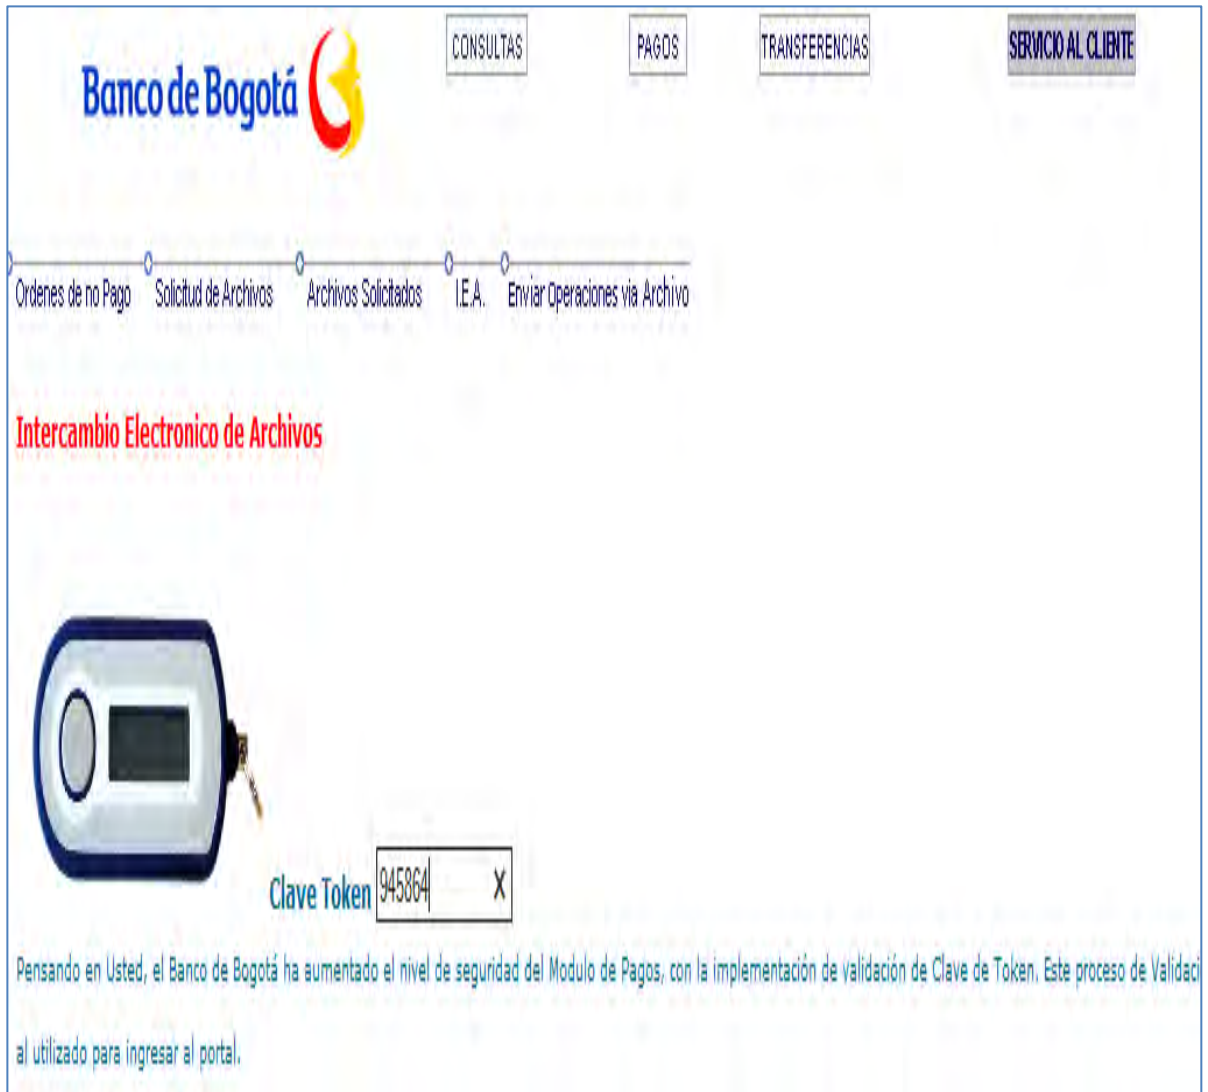 Banco de Bogotá
CONSULTAS PAGOS TRANSFERENCIAS SERVICIO AL CLIENTE
Ordenes de no Pago Solicitud de Archivos Archivos Solicitados I.E.A. Enviar Operaciones via Archivo
Intercambio Electronico de Archivos
Clave Token 945864 X
Pensando en Usted, el Banco de Bogotá ha aumentado el nivel de seguridad del Modulo de Pagos, con la implementación de validación de Clave de Token. Este proceso de Validaci
al utilizado para ingresar al portal.